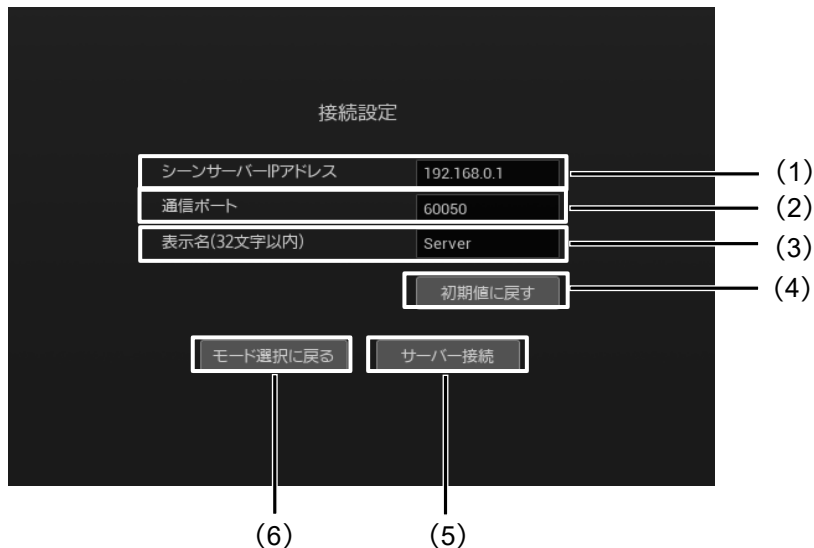 接続設定
シーンサーバーIPアドレス 192.168.0.1 (1)
通信ポート 60050 (2)
表示名(32文字以内) Server (3)
初期値に戻す (4)
モード選択に戻る サーバー接続
(6) (5)